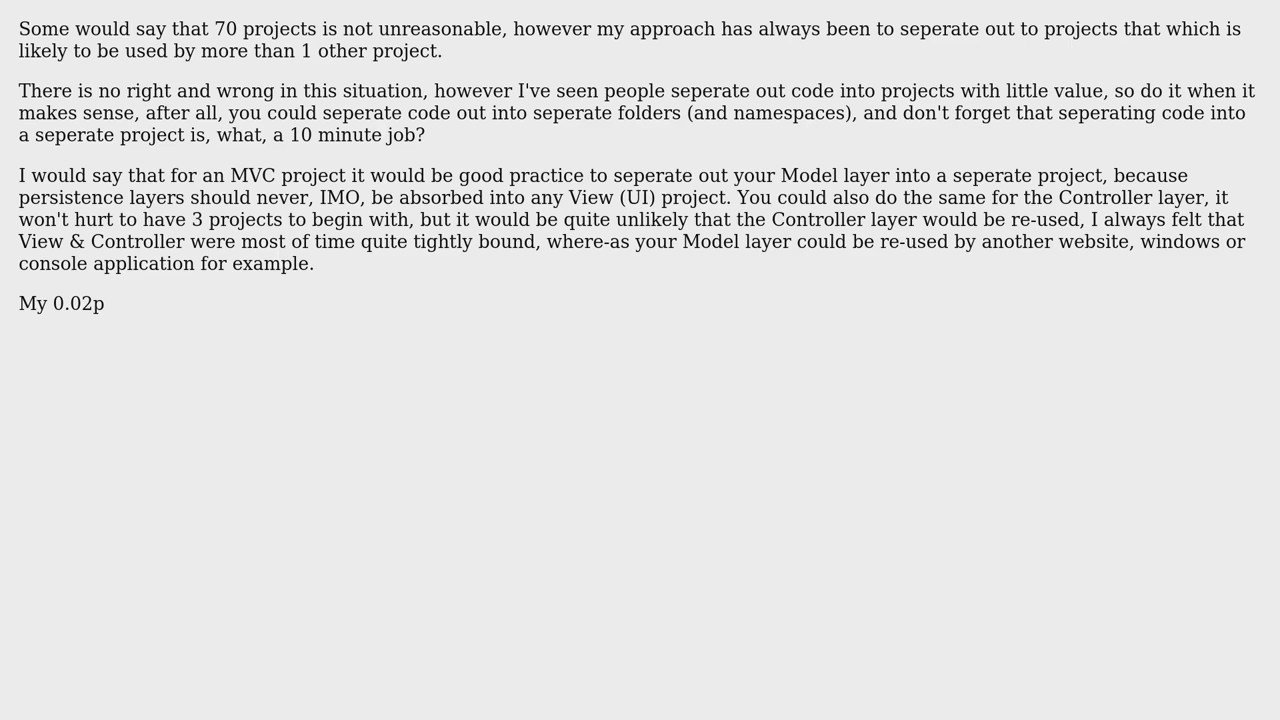 Some would say that 70 projects is not unreasonable, however my approach has always been to seperate out to projects that which is
likely to be used by more than 1 other project.
There is no right and wrong in this situation, however I've seen people seperate out code into projects with little value, so do it when it
makes sense, after all, you could seperate code out into seperate folders (and namespaces), and don't forget that seperating code into
a seperate project is, what, a 10 minute job?
I would say that for an MVC project it would be good practice to seperate out your Model layer into a seperate project, because
persistence layers should never, IMO, be absorbed into any View (UI) project. You could also do the same for the Controller layer, it
won't hurt to have 3 projects to begin with, but it would be quite unlikely that the Controller layer would be re-used, I always felt that
View & Controller were most of time quite tightly bound, where-as your Model layer could be re-used by another website, windows or
console application for example.
My 0.02p